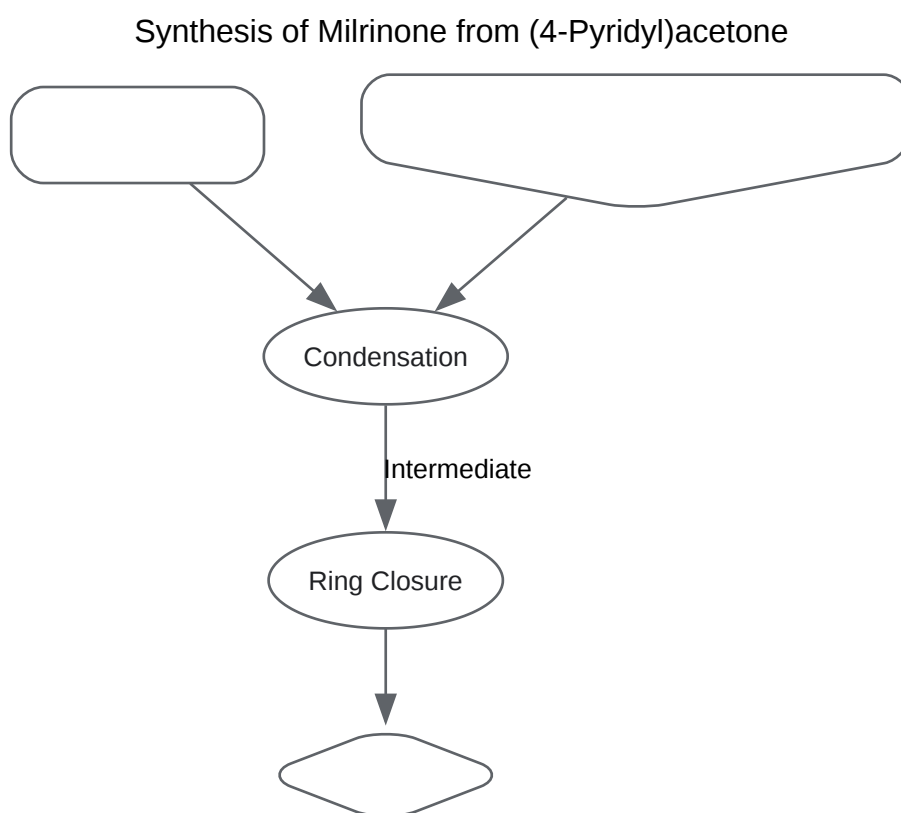 Synthesis of Milrinone from (4-Pyridyl)acetone
Condensation
Intermediate
Ring Closure